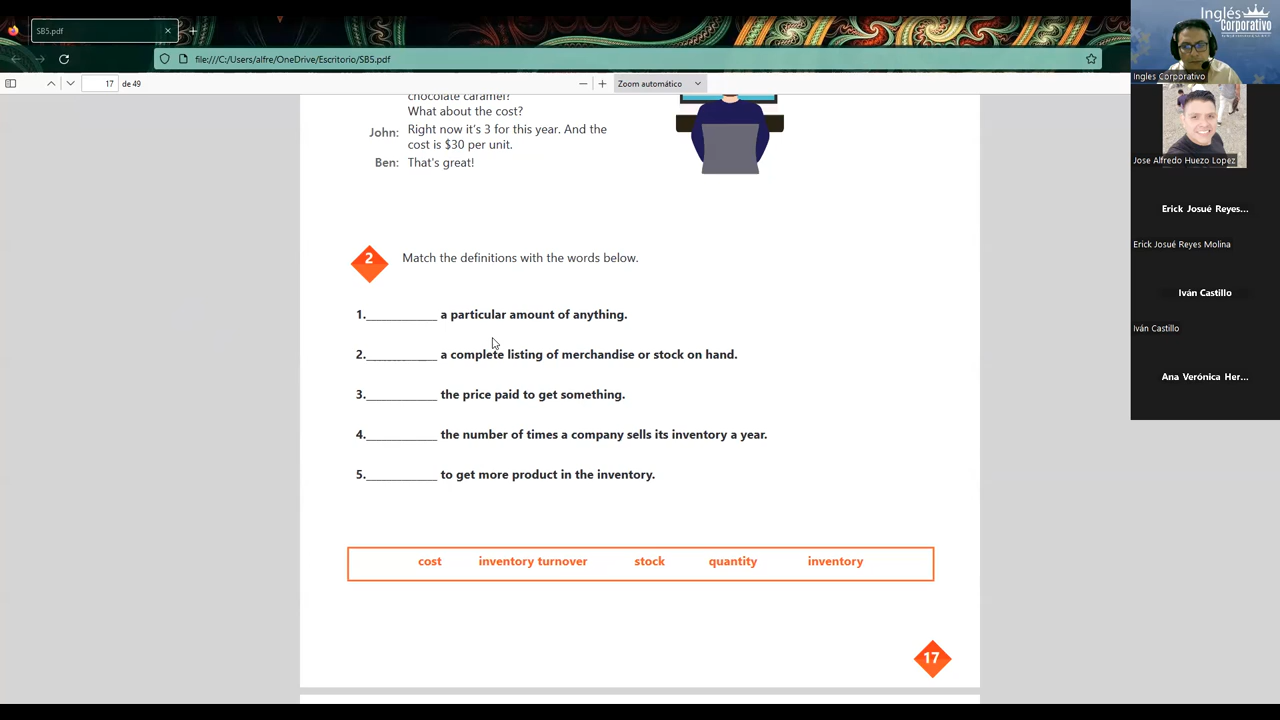 SB5.pdf
file:///C:/Users/alfre/OneDrive/Escritorio/SB5.pdf
17 de 49
Zoom automático
chocolate caramel?
What about the cost?
John: Right now it's 3 for this year. And the
cost is $30 per unit.
Ben: That's great!
2 Match the definitions with the words below.
1.____________ a particular amount of anything.
2.____________ a complete listing of merchandise or stock on hand.
3.____________ the price paid to get something.
4.____________ the number of times a company sells its inventory a year.
5.____________ to get more product in the inventory.
cost inventory turnover stock quantity inventory
17
Inglés
Corporativo
Ingles Corporativo
Jose Alfredo Huezo Lopez
Erick Josué Reyes...
Erick Josué Reyes Molina
Iván Castillo
Iván Castillo
Ana Verónica Her...